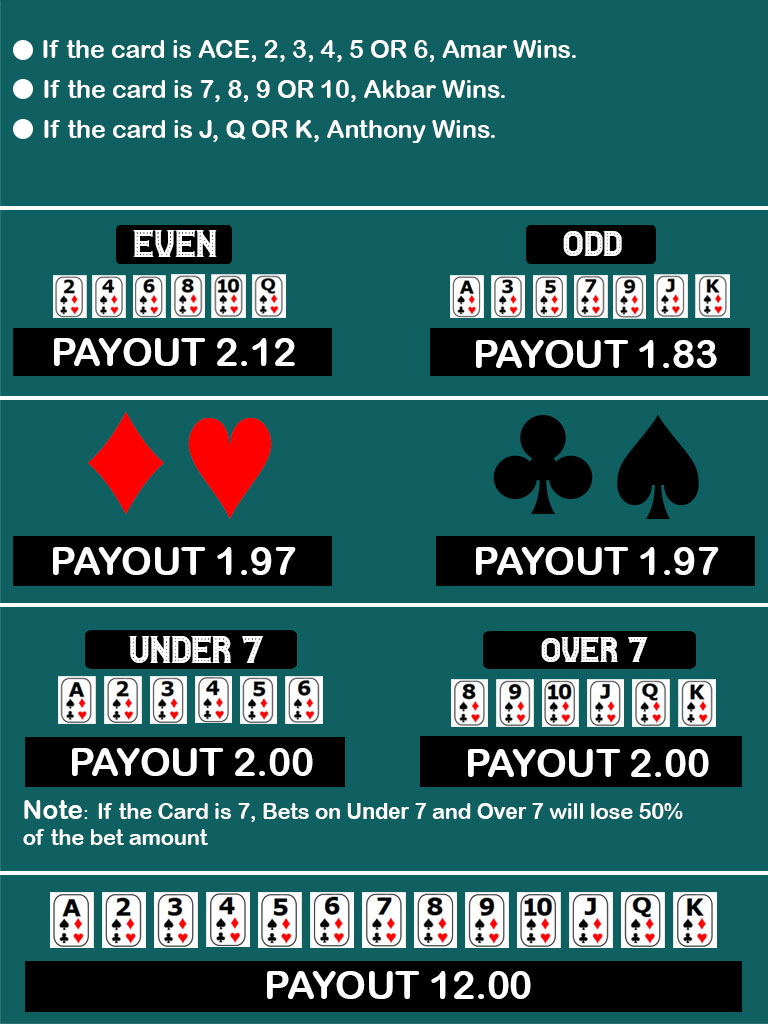 If the card is ACE, 2, 3, 4, 5 OR 6, Amar Wins.
If the card is 7, 8, 9 OR 10, Akbar Wins.
If the card is J, Q OR K, Anthony Wins.
EVEN
ODD
2 4 6 8 10 Q
A 3 5 7 9 J K
PAYOUT 2.12
PAYOUT 1.83
PAYOUT 1.97
PAYOUT 1.97
UNDER 7
OVER 7
A 2 3 4 5 6
8 9 10 J Q K
PAYOUT 2.00
PAYOUT 2.00
Note: If the Card is 7, Bets on Under 7 and Over 7 will lose 50%
of the bet amount
A 2 3 4 5 6 7 8 9 10 J Q K
PAYOUT 12.00